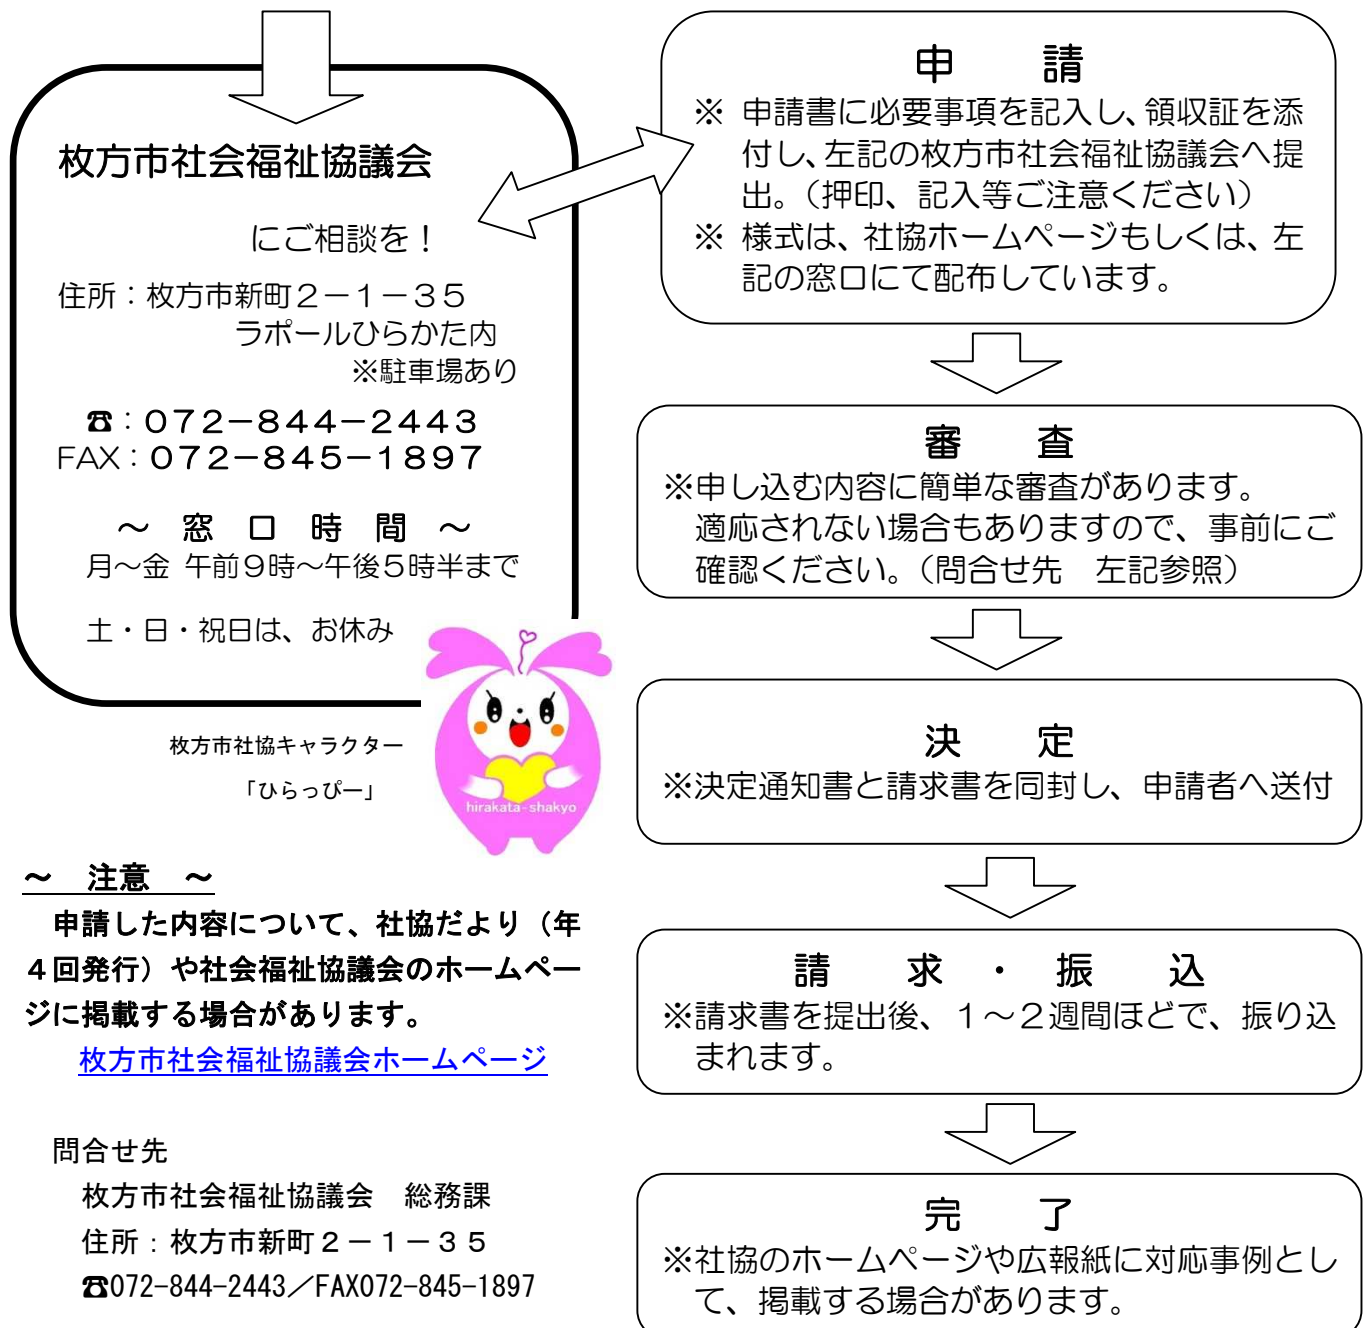 枚方市社会福祉協議会
にご相談を！
住所：枚方市新町２－１－３５
ラポールひらかた内
※駐車場あり
☎：０７２－８４４－２４４３
FAX：０７２－８４５－１８９７
～　窓　口　時　間　～
月～金 午前９時～午後５時半まで
土・日・祝日は、お休み
枚方市社協キャラクター
「ひらっぴー」
hirakata-shakyo
～　注意　～
申請した内容について、社協だより（年
４回発行）や社会福祉協議会のホームペー
ジに掲載する場合があります。
枚方市社会福祉協議会ホームページ
問合せ先
枚方市社会福祉協議会　総務課
住所：枚方市新町２－１－３５
☎072-844-2443／FAX072-845-1897
申　請
※ 申請書に必要事項を記入し、領収証を添
付し、左記の枚方市社会福祉協議会へ提
出。（押印、記入等ご注意ください）
※ 様式は、社協ホームページもしくは、左
記の窓口にて配布しています。
審　査
※申し込む内容に簡単な審査があります。
適応されない場合もありますので、事前にご
確認ください。（問合せ先　左記参照）
決　定
※決定通知書と請求書を同封し、申請者へ送付
請　求　・　振　込
※請求書を提出後、１～２週間ほどで、振り込
まれます。
完　了
※社協のホームページや広報紙に対応事例とし
て、掲載する場合があります。